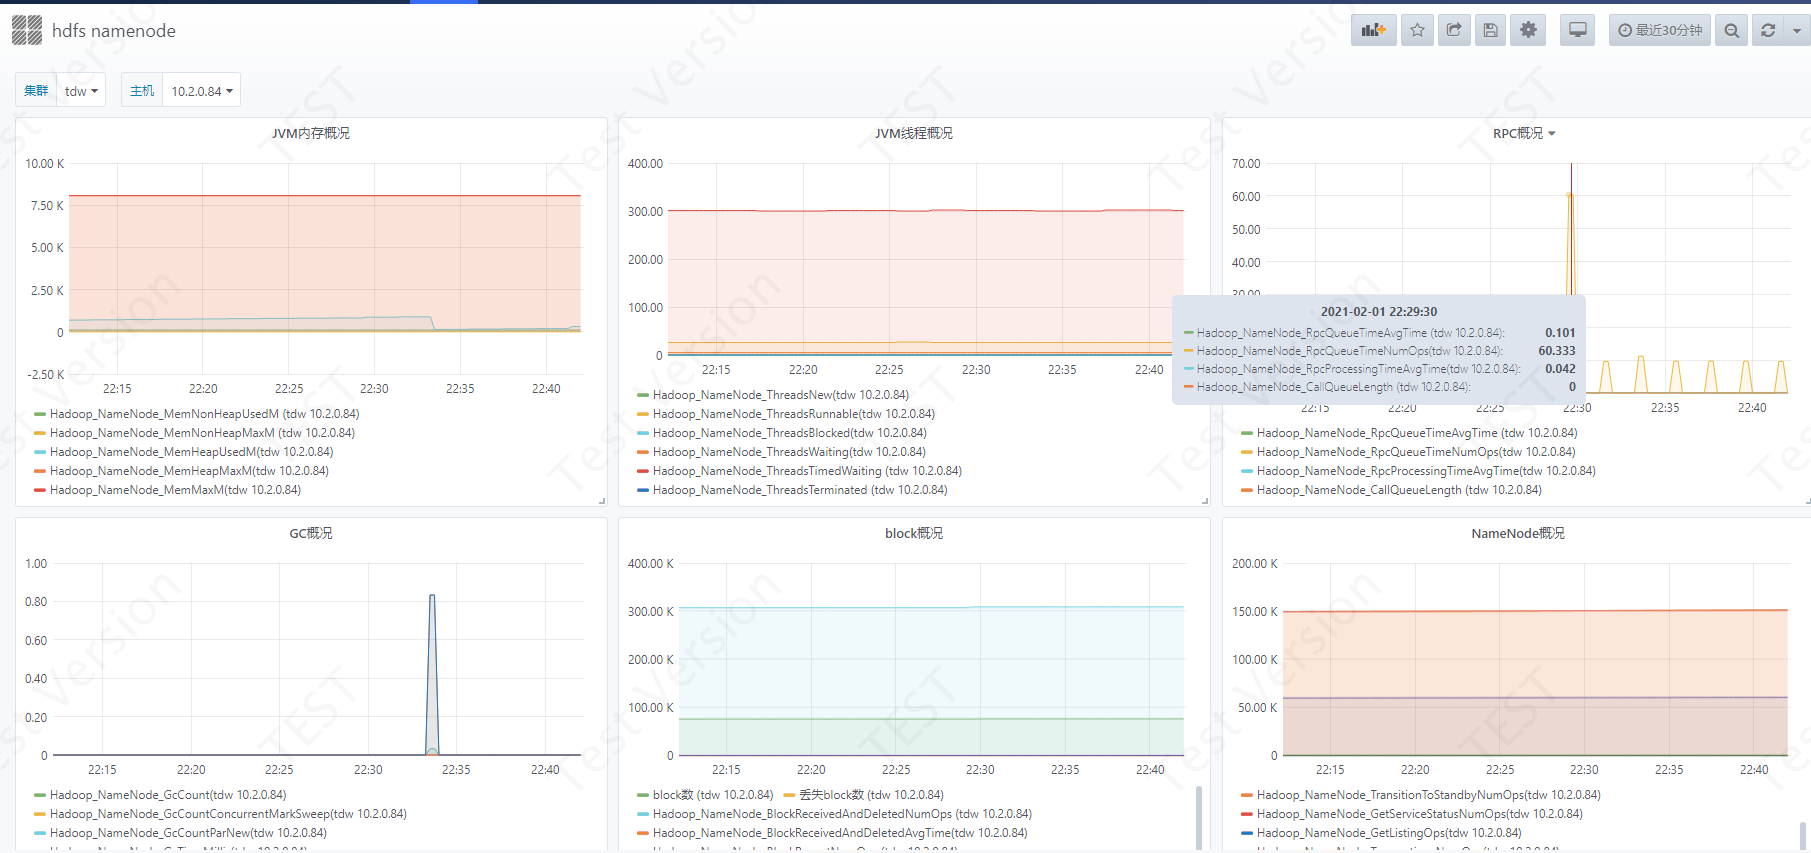 hdfs namenode
最近30分钟
集群 tdw
主机 10.2.0.84
JVM内存概况
10.00 K
7.50 K
5.00 K
2.50 K
0
-2.50 K
22:15 22:20 22:25 22:30 22:35 22:40
Hadoop_NameNode_MemNonHeapUsedM (tdw 10.2.0.84)
Hadoop_NameNode_MemNonHeapMaxM (tdw 10.2.0.84)
Hadoop_NameNode_MemHeapUsedM(tdw 10.2.0.84)
Hadoop_NameNode_MemHeapMaxM(tdw 10.2.0.84)
Hadoop_NameNode_MemMaxM(tdw 10.2.0.84)
JVM线程概况
400.00
300.00
200.00
100.00
0
22:15 22:20 22:25 22:30 22:35 22:40
Hadoop_NameNode_ThreadsNew(tdw 10.2.0.84)
Hadoop_NameNode_ThreadsRunnable(tdw 10.2.0.84)
Hadoop_NameNode_ThreadsBlocked(tdw 10.2.0.84)
Hadoop_NameNode_ThreadsWaiting(tdw 10.2.0.84)
Hadoop_NameNode_ThreadsTimedWaiting (tdw 10.2.0.84)
Hadoop_NameNode_ThreadsTerminated (tdw 10.2.0.84)
RPC概况
70.00
60.00
50.00
40.00
30.00
2021-02-01 22:29:30
Hadoop_NameNode_RpcQueueTimeAvgTime (tdw 10.2.0.84): 0.101
Hadoop_NameNode_RpcQueueTimeNumOps(tdw 10.2.0.84): 60.333
Hadoop_NameNode_RpcProcessingTimeAvgTime(tdw 10.2.0.84): 0.042
Hadoop_NameNode_CallQueueLength (tdw 10.2.0.84): 0
22:15 22:20 22:25 22:30 22:35 22:40
Hadoop_NameNode_RpcQueueTimeAvgTime (tdw 10.2.0.84)
Hadoop_NameNode_RpcQueueTimeNumOps(tdw 10.2.0.84)
Hadoop_NameNode_RpcProcessingTimeAvgTime(tdw 10.2.0.84)
Hadoop_NameNode_CallQueueLength (tdw 10.2.0.84)
GC概况
1.00
0.80
0.60
0.40
0.20
0
22:15 22:20 22:25 22:30 22:35 22:40
Hadoop_NameNode_GcCount(tdw 10.2.0.84)
Hadoop_NameNode_GcCountConcurrentMarkSweep(tdw 10.2.0.84)
Hadoop_NameNode_GcCountParNew(tdw 10.2.0.84)
block概况
400.00 K
300.00 K
200.00 K
100.00 K
0
22:15 22:20 22:25 22:30 22:35 22:40
block数 (tdw 10.2.0.84) 丢失block数 (tdw 10.2.0.84)
Hadoop_NameNode_BlockReceivedAndDeletedNumOps (tdw 10.2.0.84)
Hadoop_NameNode_BlockReceivedAndDeletedAvgTime(tdw 10.2.0.84)
NameNode概况
200.00 K
150.00 K
100.00 K
50.00 K
0
22:15 22:20 22:25 22:30 22:35 22:40
Hadoop_NameNode_TransitionToStandbyNumOps(tdw 10.2.0.84)
Hadoop_NameNode_GetServiceStatusNumOps(tdw 10.2.0.84)
Hadoop_NameNode_GetListingOps(tdw 10.2.0.84)
Test Version
TEST